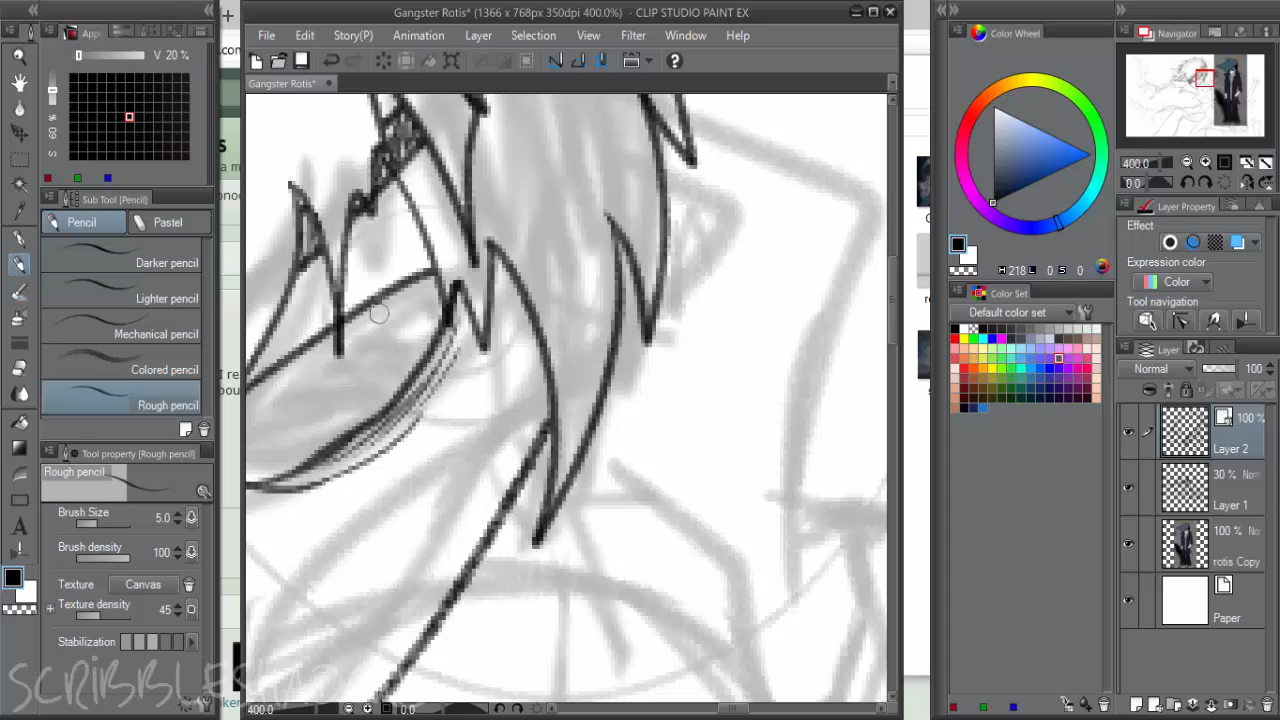 Gangster Rotis* (1366 x 768px 350dpi 400.0%) - CLIP STUDIO PAINT EX
File Edit Story(P) Animation Layer Selection View Filter Window Help
Gangster Rotis*
App
V 20 %
% 09 S
Sub Tool [Pencil]
Pencil Pastel
Darker pencil
Lighter pencil
Mechanical pencil
Colored pencil
Rough pencil
Tool property [Rough pencil]
Rough pencil
Brush Size 5.0
Brush density 100
Texture Canvas
Texture density 45
Stabilization
400.0 0.0
Color Wheel
H 218 L 0 S 0
Color Set
Default color set
Navigator
400.0
0.0
Layer Property
Effect
Expression color
Color
Tool navigation
Layer
Normal 100
100 %
Layer 2
30 % Nor
Layer 1
100 % Nor
rotis Copy
Paper